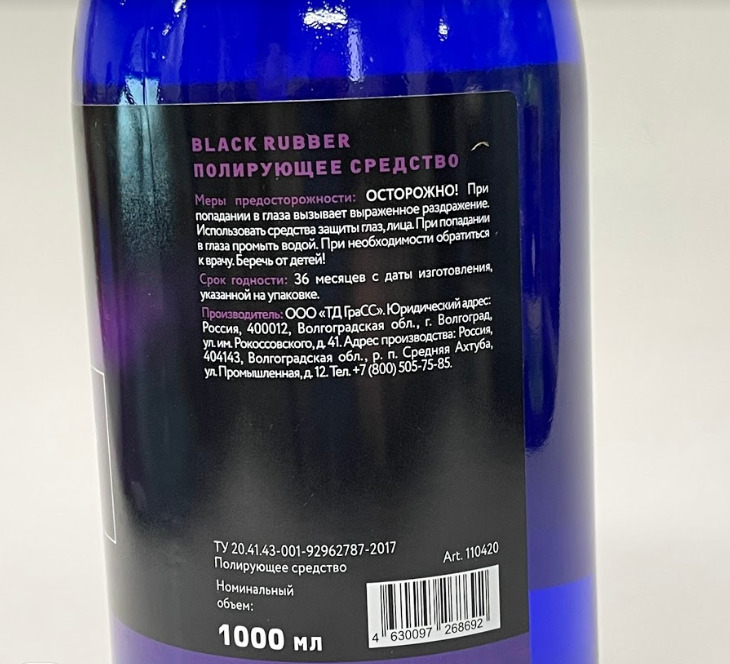 BLACK RUBBER
ПОЛИРУЮЩЕЕ СРЕДСТВО
Меры предосторожности: ОСТОРОЖНО! При
попадании в глаза вызывает выраженное раздражение.
Использовать средства защиты глаз, лица. При попадании
в глаза промыть водой. При необходимости обратиться
к врачу. Беречь от детей!
Срок годности: 36 месяцев с даты изготовления,
указанной на упаковке.
Производитель: ООО «ТД ГраСС». Юридический адрес:
Россия, 400012, Волгоградская обл., г. Волгоград,
ул. им. Рокоссовского, д. 41. Адрес производства: Россия,
404143, Волгоградская обл., р. п. Средняя Ахтуба,
ул. Промышленная, д. 12. Тел. +7 (800) 505-75-85.
ТУ 20.41.43-001-92962787-2017
Полирующее средство
Art. 110420
Номинальный
объем:
1000 мл
4 630097 268692